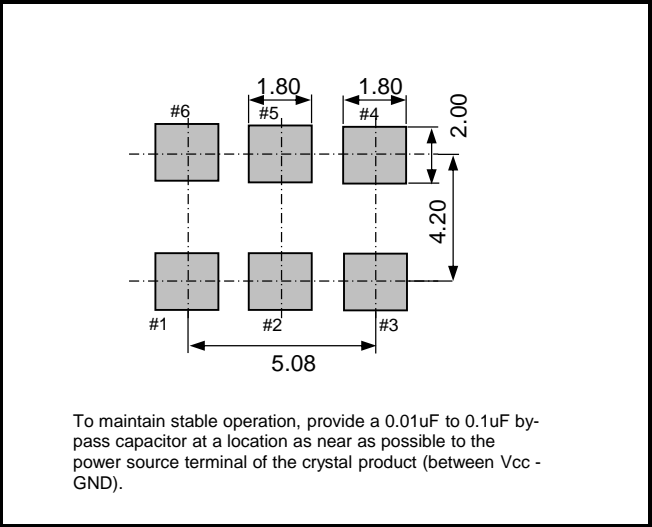 1.80 1.80
#6 #5 #4
2.00
4.20
#1 #2 #3
5.08
To maintain stable operation, provide a 0.01uF to 0.1uF by-
pass capacitor at a location as near as possible to the
power source terminal of the crystal product (between Vcc -
GND).